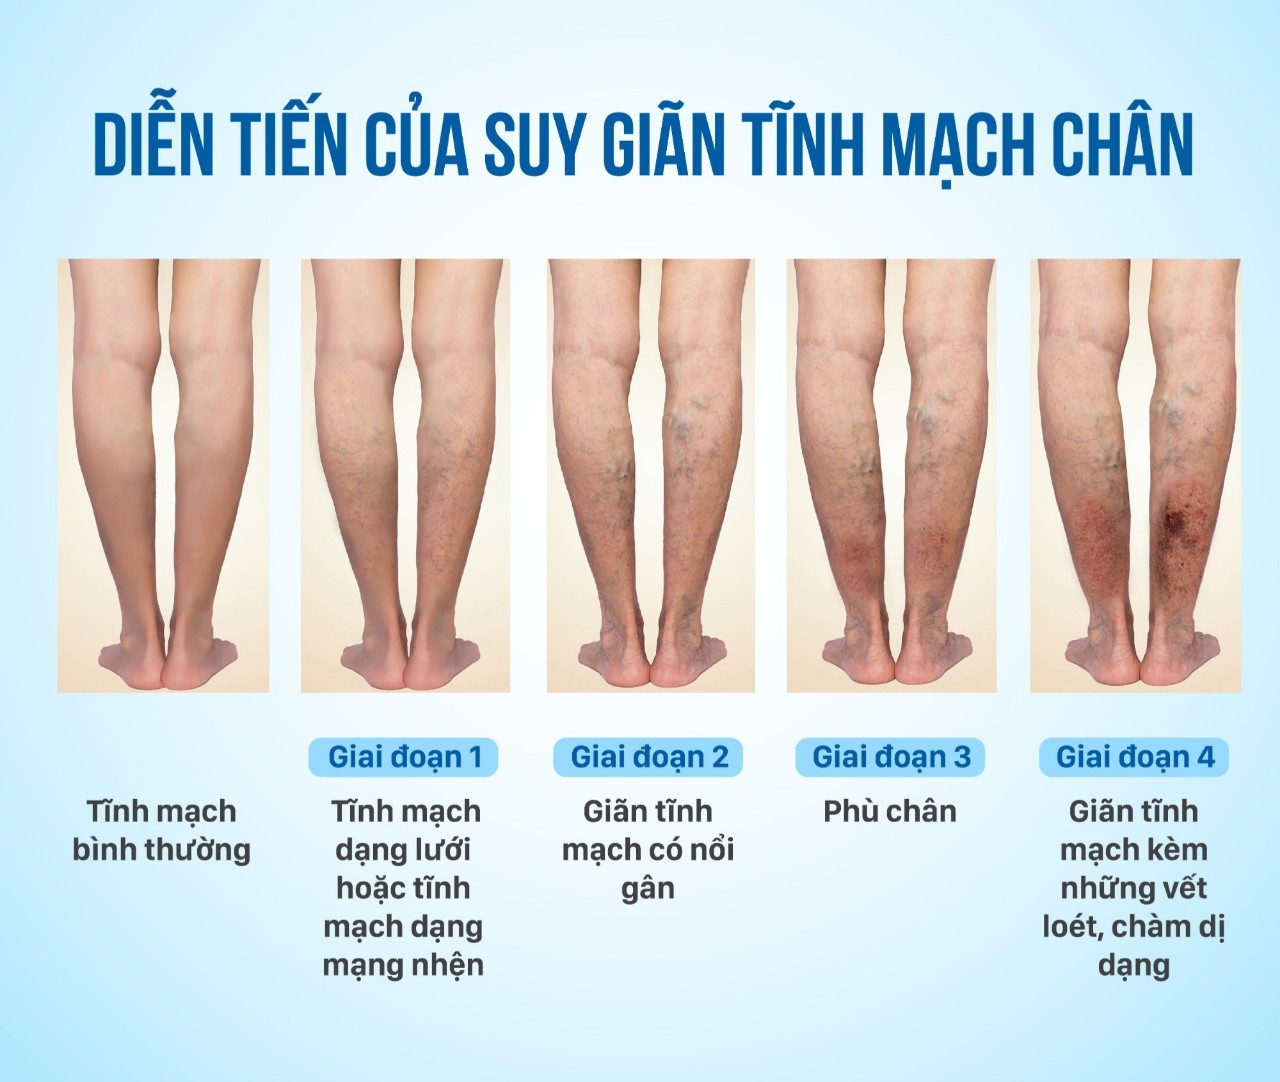 DIỄN TIẾN CỦA SUY GIÃN TĨNH MẠCH CHÂN
Tĩnh mạch
bình thường
Giai đoạn 1
Tĩnh mạch
dạng lưới
hoặc tĩnh
mạch dạng
mạng nhện
Giai đoạn 2
Giãn tĩnh
mạch có nổi
gân
Giai đoạn 3
Phù chân
Giai đoạn 4
Giãn tĩnh
mạch kèm
những vết
loét, chàm dị
dạng